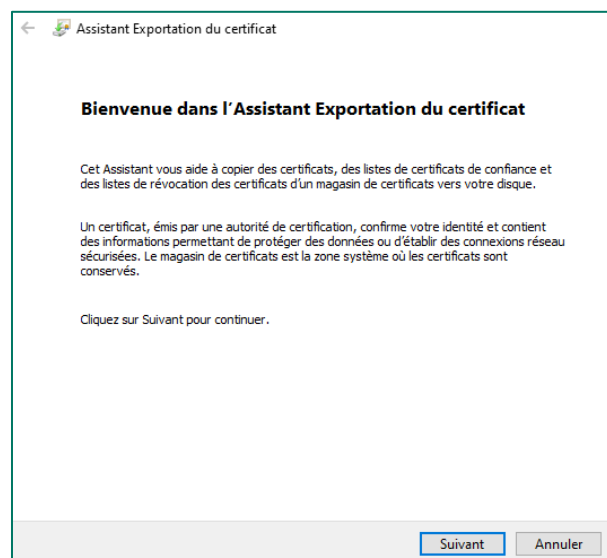 Assistant Exportation du certificat
Bienvenue dans l'Assistant Exportation du certificat
Cet Assistant vous aide à copier des certificats, des listes de certificats de confiance et
des listes de révocation des certificats d'un magasin de certificats vers votre disque.
Un certificat, émis par une autorité de certification, confirme votre identité et contient
des informations permettant de protéger des données ou d'établir des connexions réseau
sécurisées. Le magasin de certificats est la zone système où les certificats sont
conservés.
Cliquez sur Suivant pour continuer.
Suivant Annuler